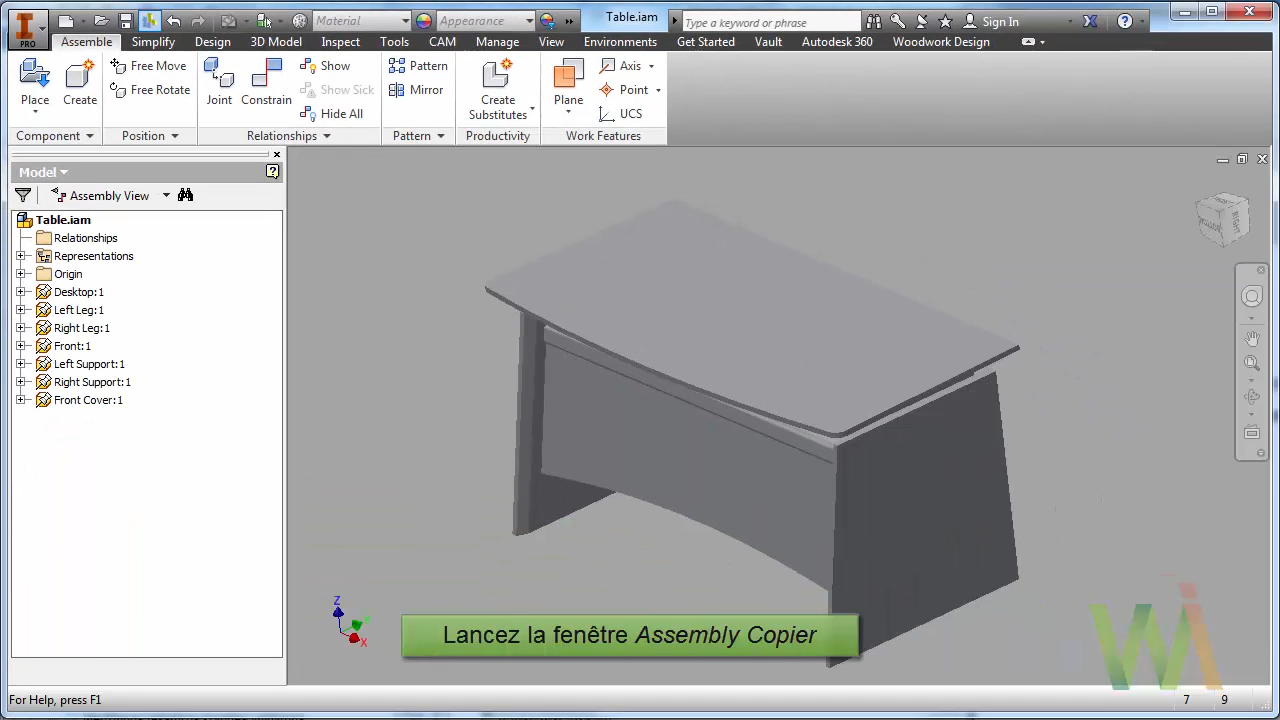 PRO
Material
Appearance
Table.iam
Type a keyword or phrase
Sign In
Assemble Simplify Design 3D Model Inspect Tools CAM Manage View Environments Get Started Vault Autodesk 360 Woodwork Design
Place
Create
Free Move
Free Rotate
Joint
Constrain
Show
Show Sick
Hide All
Pattern
Mirror
Create
Substitutes
Plane
Axis
Point
UCS
Component Position Relationships Pattern Productivity Work Features
Model
Assembly View
Table.iam
Relationships
Representations
Origin
Desktop:1
Left Leg:1
Right Leg:1
Front:1
Left Support:1
Right Support:1
Front Cover:1
Z
X
Lancez la fenêtre Assembly Copier
For Help, press F1
7 9